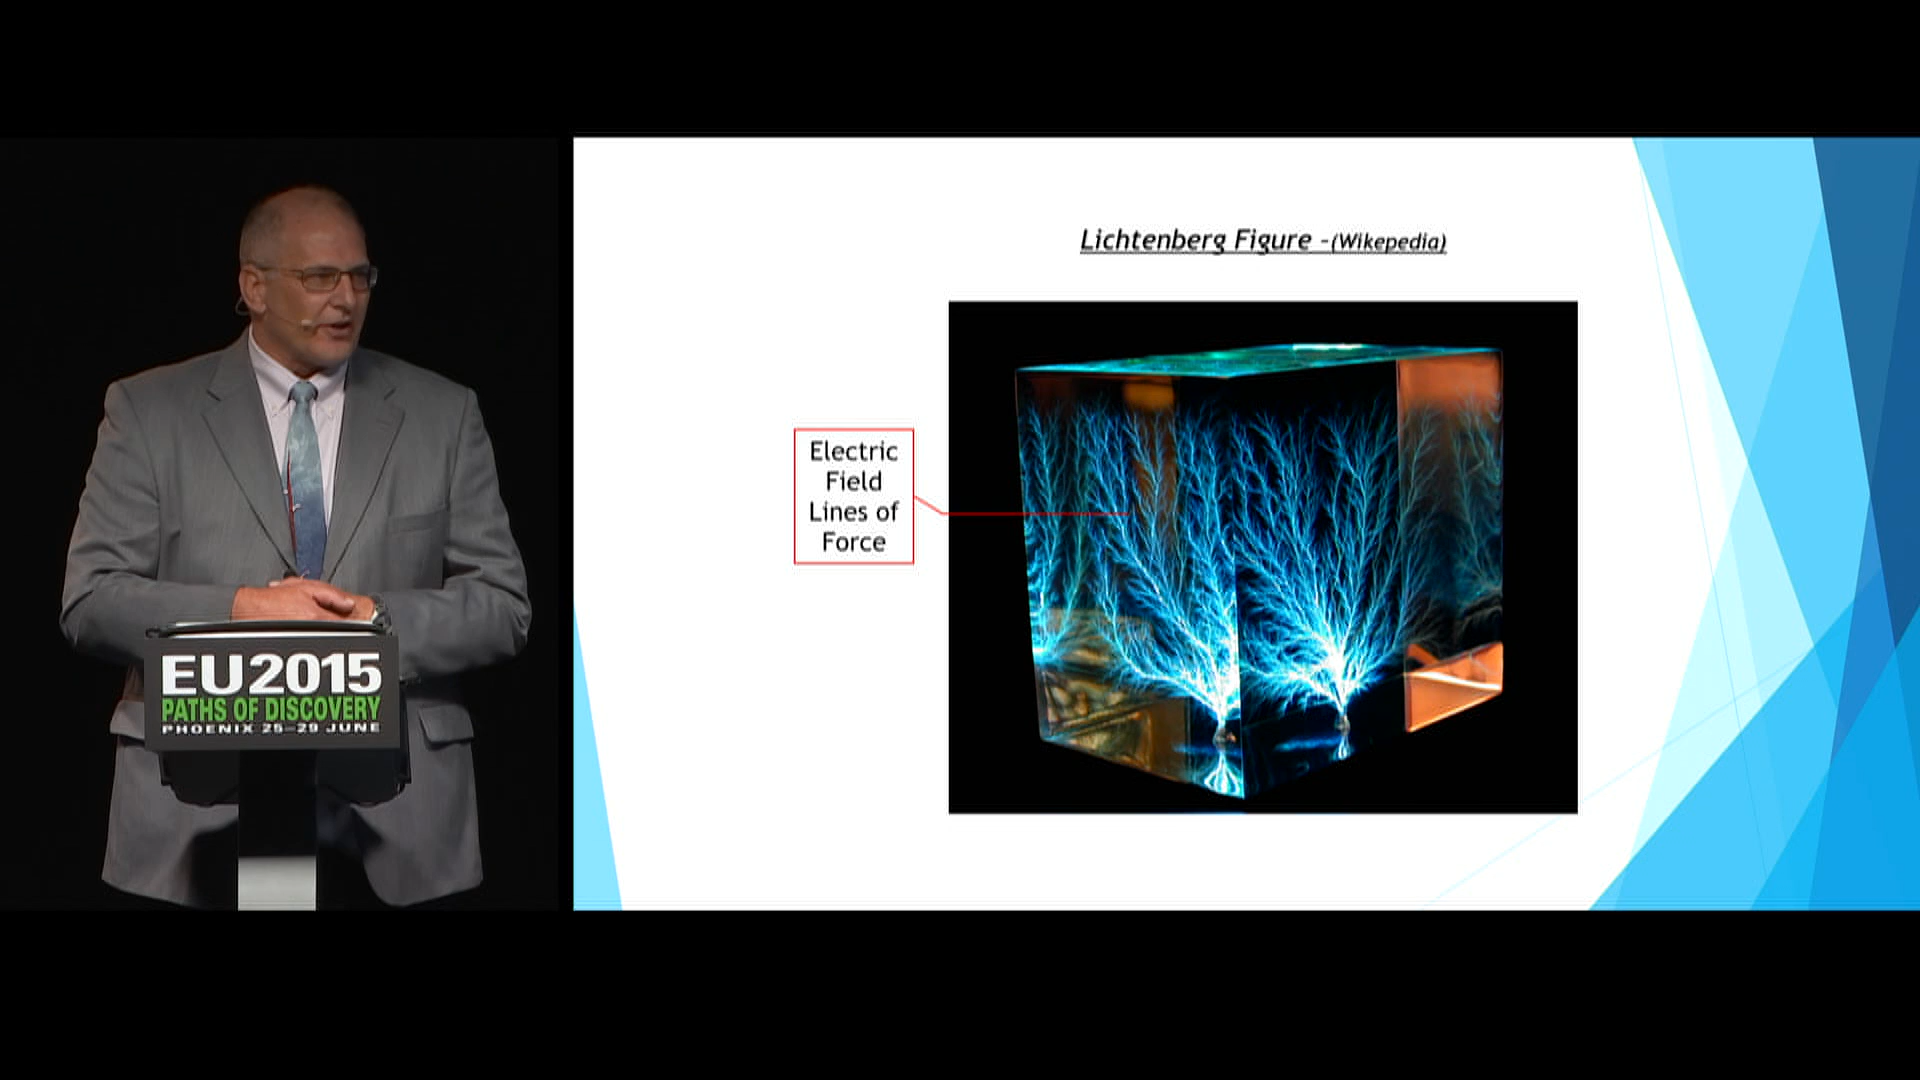 Lichtenberg Figure –(Wikepedia)
Electric
Field
Lines of
Force
EU2015
PATHS OF DISCOVERY
PHOENIX 25–29 JUNE